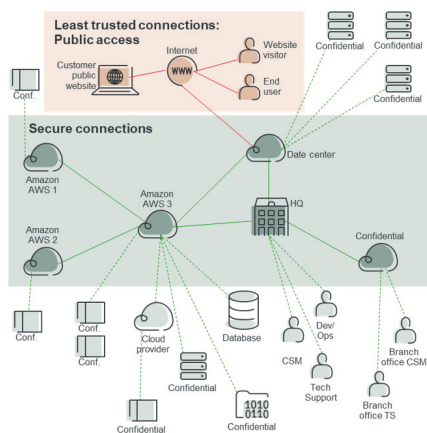 Least trusted connections:
Public access
Internet
WWW
Customer
public
website
Website
visitor
End
user
Confidential
Confidential
Confidential
Conf.
Secure connections
Date center
Amazon
AWS 1
Amazon
AWS 3
HQ
Amazon
AWS 2
Confidential
Conf.
Conf.
Conf.
Cloud
provider
Database
Confidential
Confidential
1010
0110
Confidential
CSM
Dev/
Ops
Tech
Support
Branch
office CSM
Branch
office TS